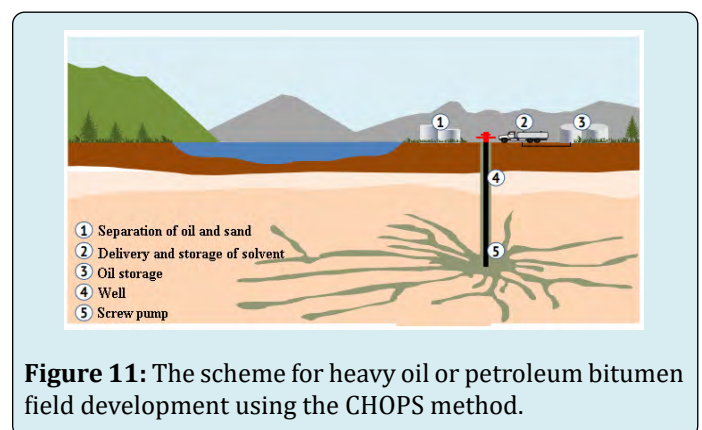 1 2 3
4
5
1 Separation of oil and sand
2 Delivery and storage of solvent
3 Oil storage
4 Well
5 Screw pump
Figure 11: The scheme for heavy oil or petroleum bitumen
field development using the CHOPS method.